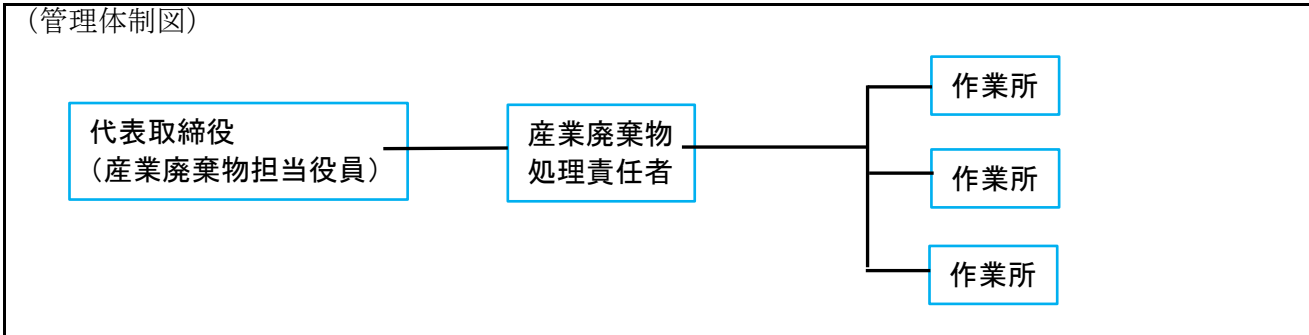 （管理体制図）
代表取締役
（産業廃棄物担当役員）
産業廃棄物
処理責任者
作業所
作業所
作業所